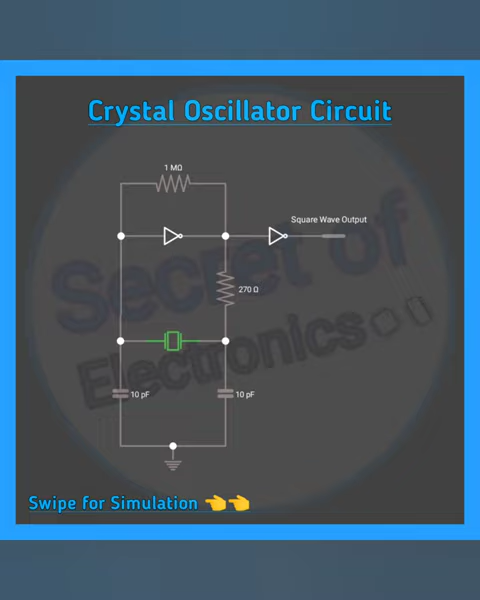 Crystal Oscillator Circuit
1 MΩ
Square Wave Output
270 Ω
Secret of
Electronics
10 pF
10 pF
Swipe for Simulation 👈👈